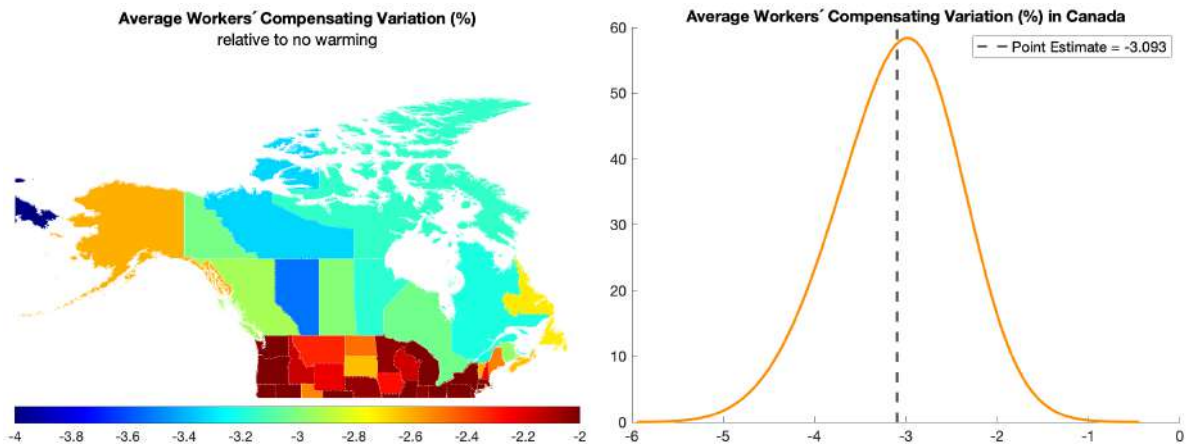 Average Workers´ Compensating Variation (%)
relative to no warming
-4 -3.8 -3.6 -3.4 -3.2 -3 -2.8 -2.6 -2.4 -2.2 -2
Average Workers´ Compensating Variation (%) in Canada
Point Estimate = -3.093
60
50
40
30
20
10
0
-6 -5 -4 -3 -2 -1 0